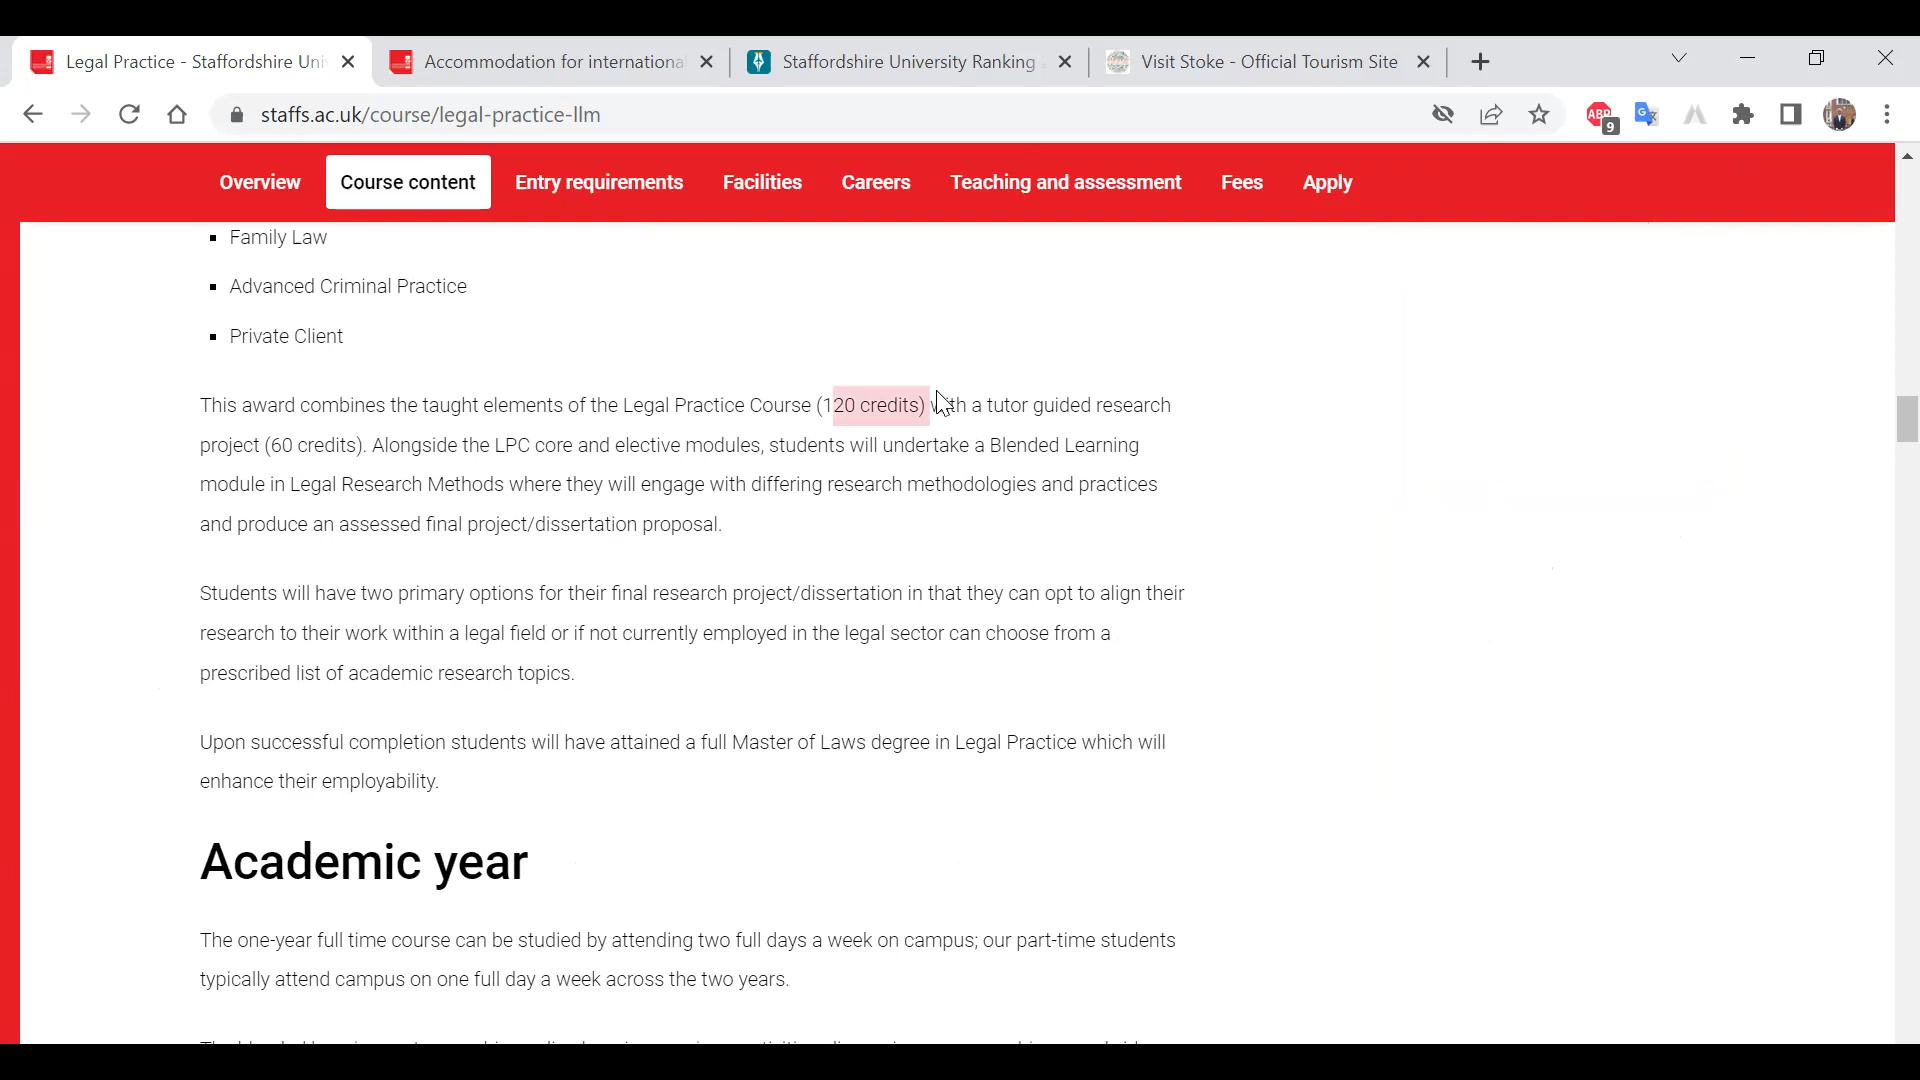 Legal Practice - Staffordshire Uni
Accommodation for internationa
Staffordshire University Ranking
Visit Stoke - Official Tourism Site
staffs.ac.uk/course/legal-practice-llm
ABP
9
Overview
Course content
Entry requirements
Facilities
Careers
Teaching and assessment
Fees
Apply
Family Law
Advanced Criminal Practice
Private Client
This award combines the taught elements of the Legal Practice Course (120 credits) with a tutor guided research
project (60 credits). Alongside the LPC core and elective modules, students will undertake a Blended Learning
module in Legal Research Methods where they will engage with differing research methodologies and practices
and produce an assessed final project/dissertation proposal.
Students will have two primary options for their final research project/dissertation in that they can opt to align their
research to their work within a legal field or if not currently employed in the legal sector can choose from a
prescribed list of academic research topics.
Upon successful completion students will have attained a full Master of Laws degree in Legal Practice which will
enhance their employability.
Academic year
The one-year full time course can be studied by attending two full days a week on campus; our part-time students
typically attend campus on one full day a week across the two years.